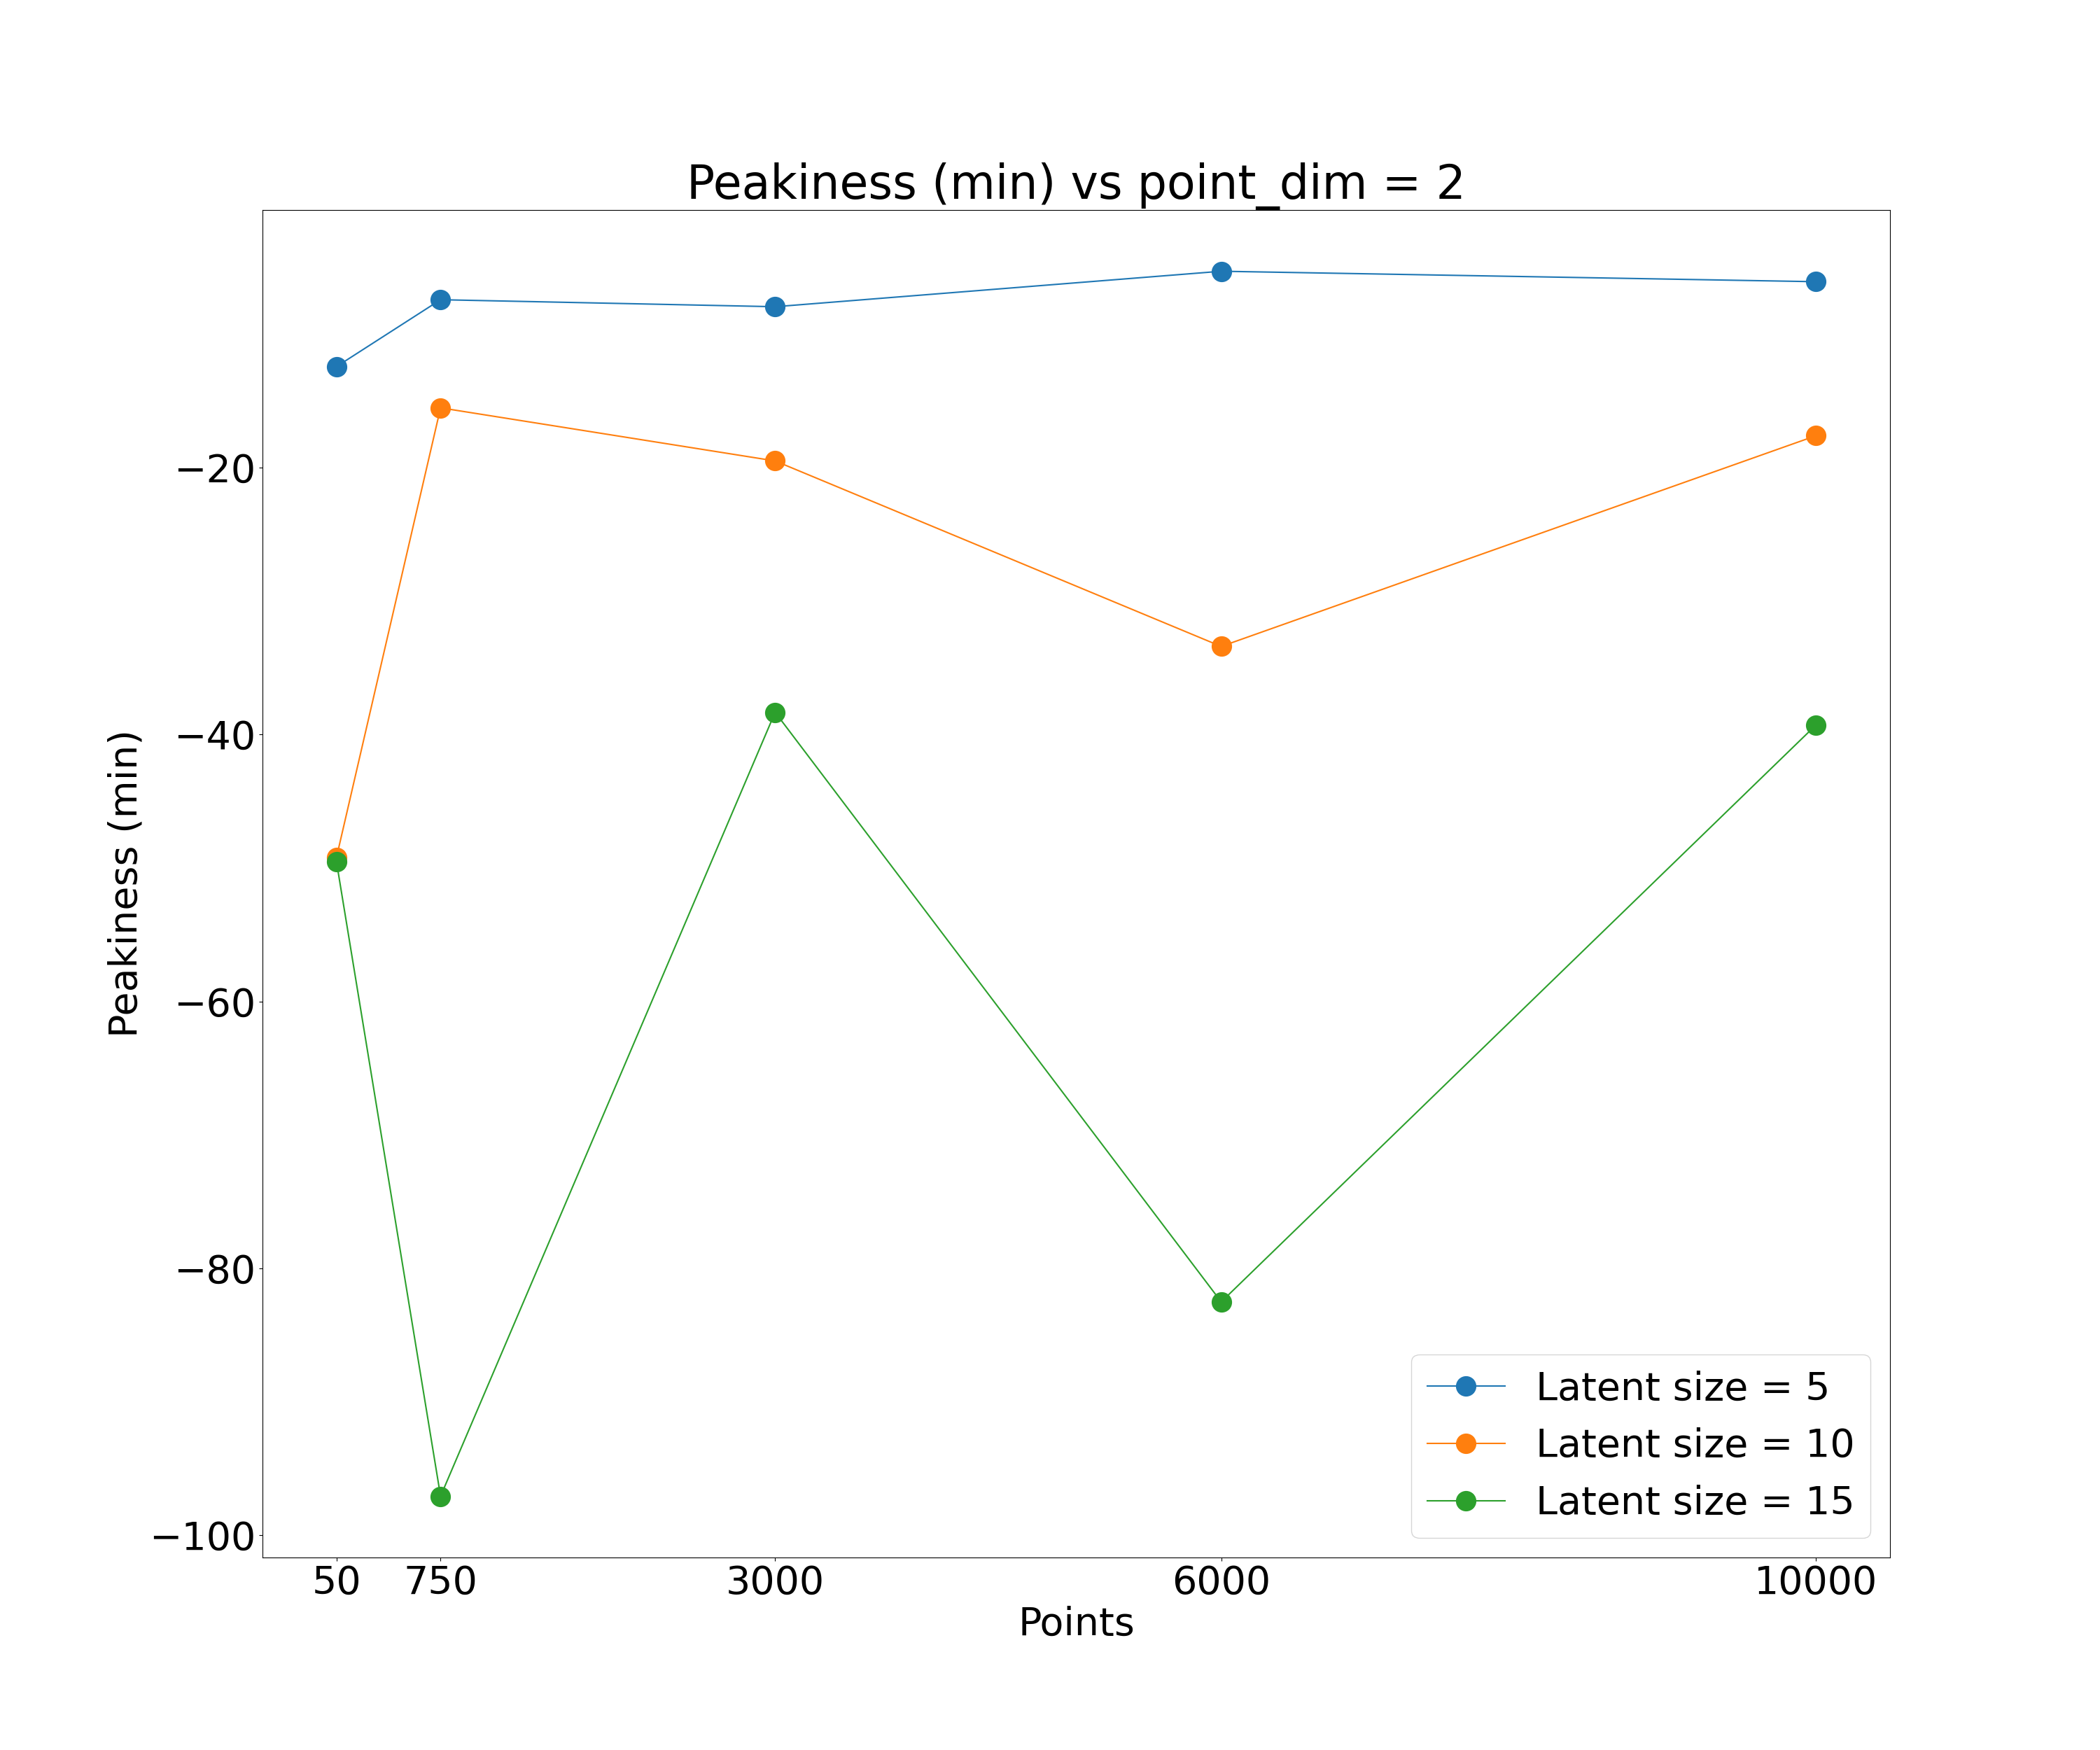 Peakiness (min) vs point_dim = 2
Peakiness (min)
−20
−40
−60
−80
−100
50 750 3000 6000 10000
Points
Latent size = 5
Latent size = 10
Latent size = 15